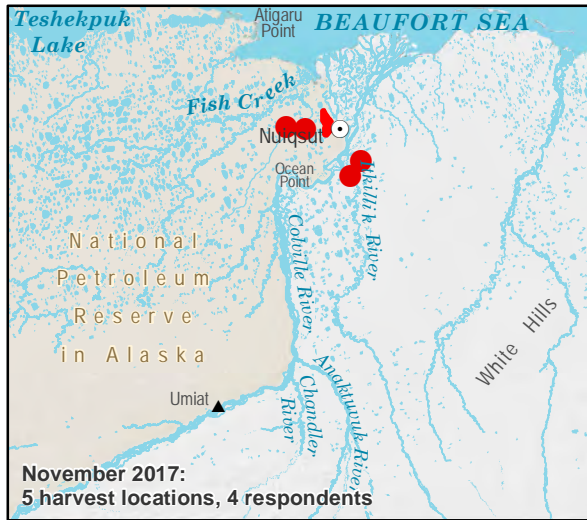 Teshekpuk
Lake
Atigaru
Point
BEAUFORT SEA
Fish Creek
Nuiqsut
Ocean
Point
Itkillik River
Colville River
National
Petroleum
Reserve
in Alaska
White Hills
Umiat
Chandler
River
Anaktuvuk River
November 2017:
5 harvest locations, 4 respondents